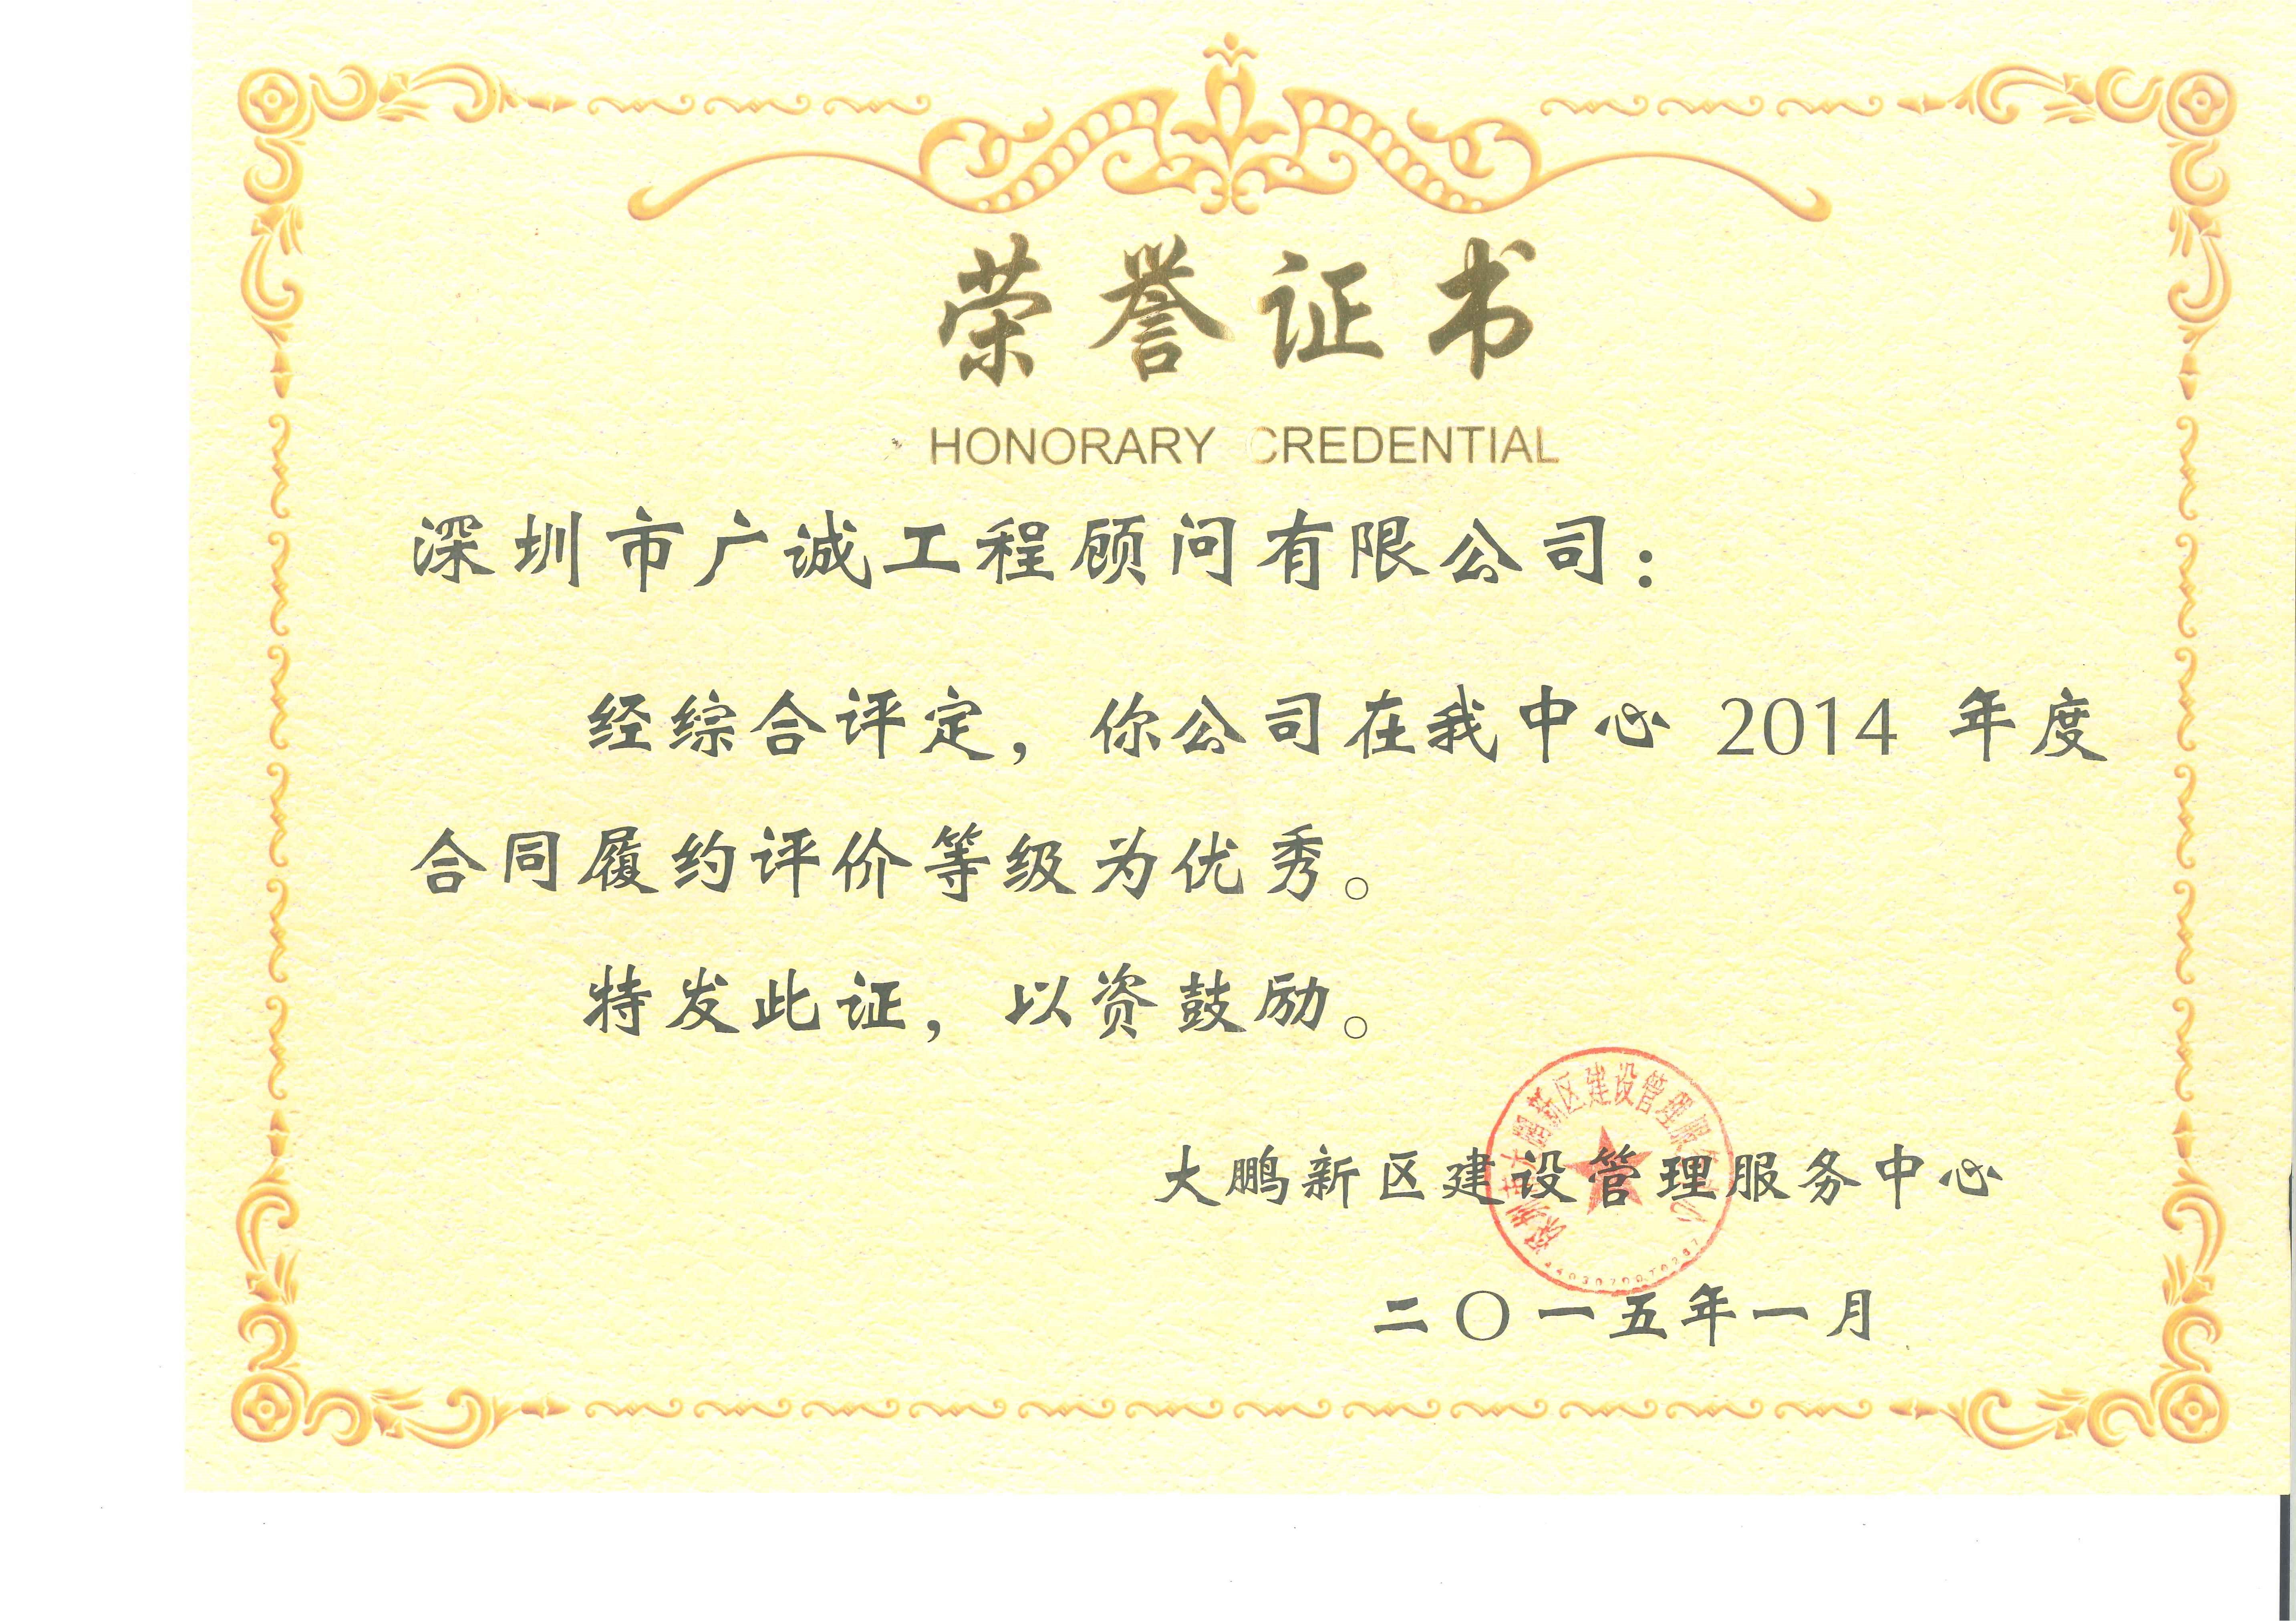 荣誉证书
HONORARY CREDENTIAL
深圳市广诚工程顾问有限公司：
经综合评定，你公司在我中心 2014 年度
合同履约评价等级为优秀。
特发此证，以资鼓励。
深圳市大鹏新区建设管理服务中心
大鹏新区建设管理服务中心
二〇一五年一月